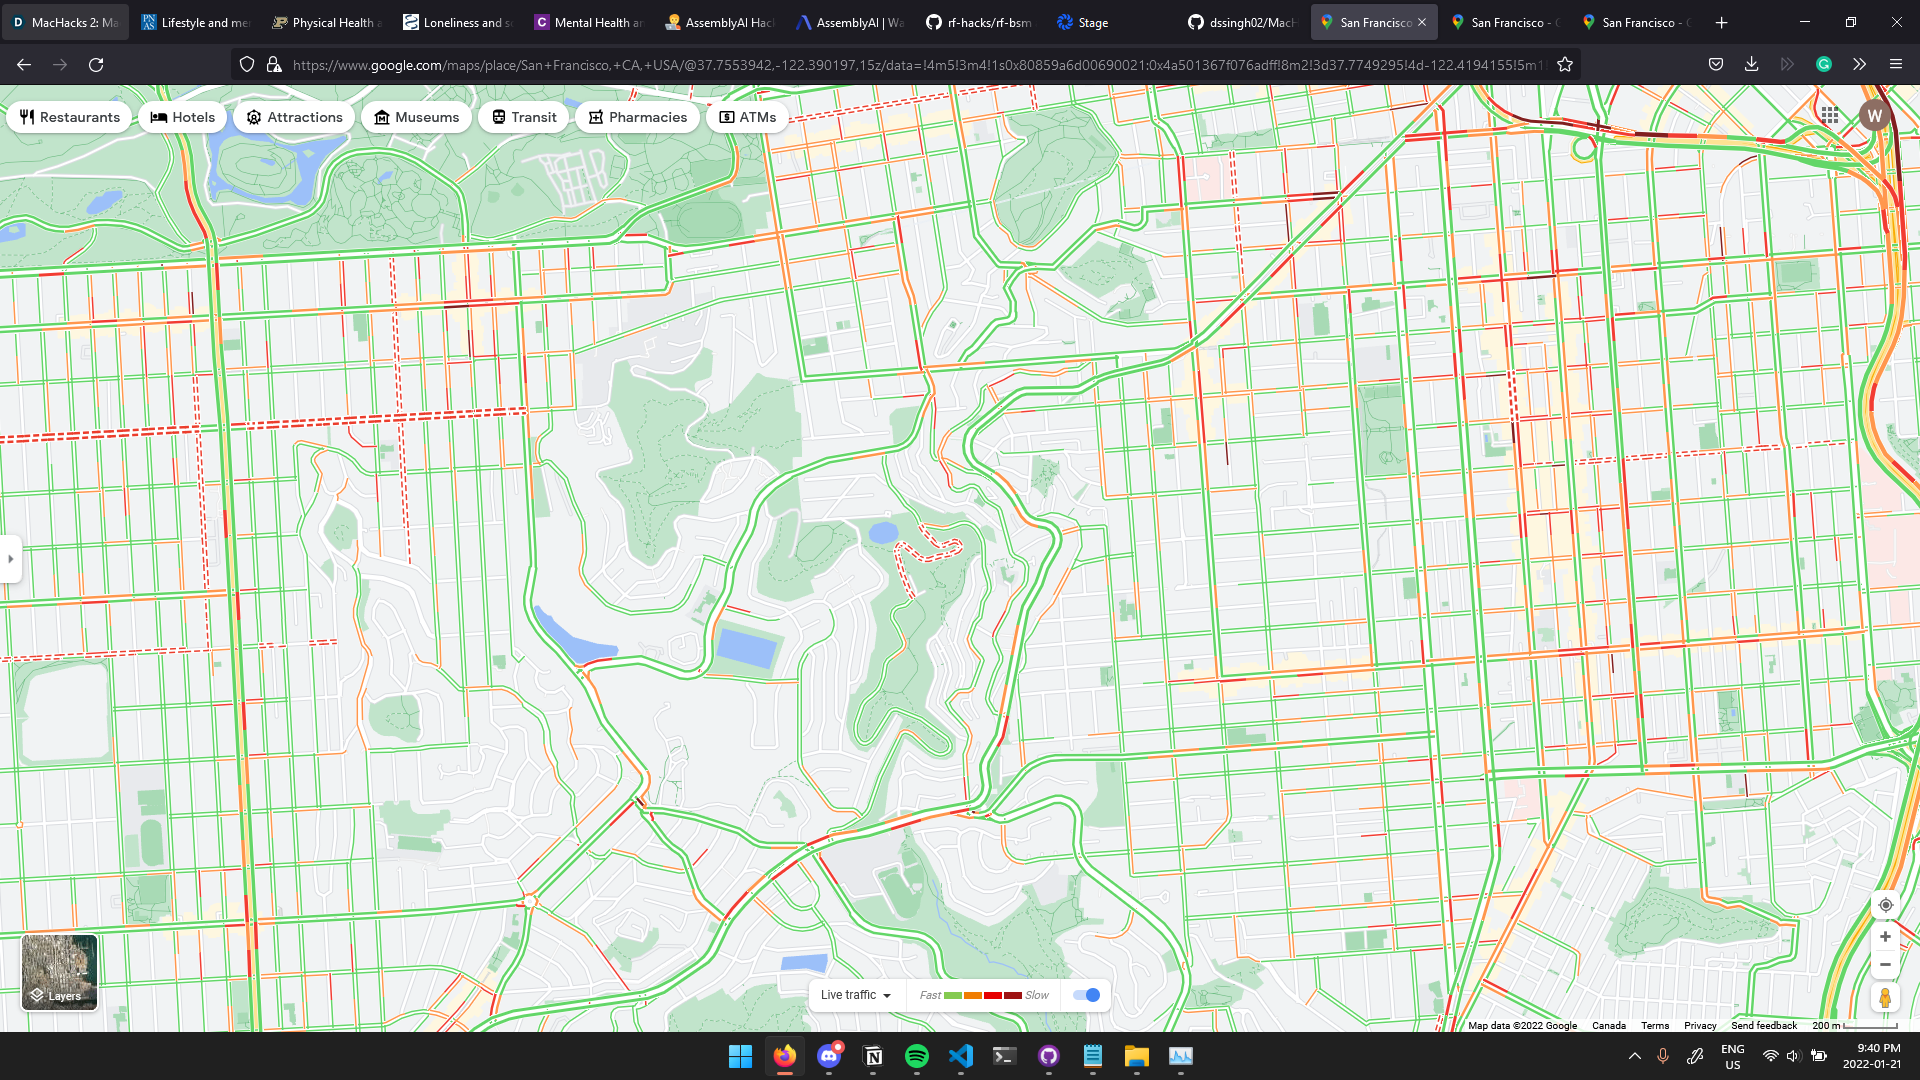 MacHacks 2: Ma
Lifestyle and mer
Physical Health a
Loneliness and so
Mental Health an
AssemblyAI Hac
AssemblyAI | Wa
rf-hacks/rf-bsm
Stage
dssingh02/MacH
San Francisco
San Francisco - G
San Francisco - G
https://www.google.com/maps/place/San+Francisco,+CA,+USA/@37.7553942,-122.390197,15z/data=!4m5!3m4!1s0x80859a6d00690021:0x4a501367f076adff!8m2!3d37.7749295!4d-122.4194155!5m1!
Restaurants
Hotels
Attractions
Museums
Transit
Pharmacies
ATMs
W
Layers
Live traffic
Fast
Slow
Map data ©2022 Google
Canada
Terms
Privacy
Send feedback
200 m
ENG
US
9:40 PM
2022-01-21